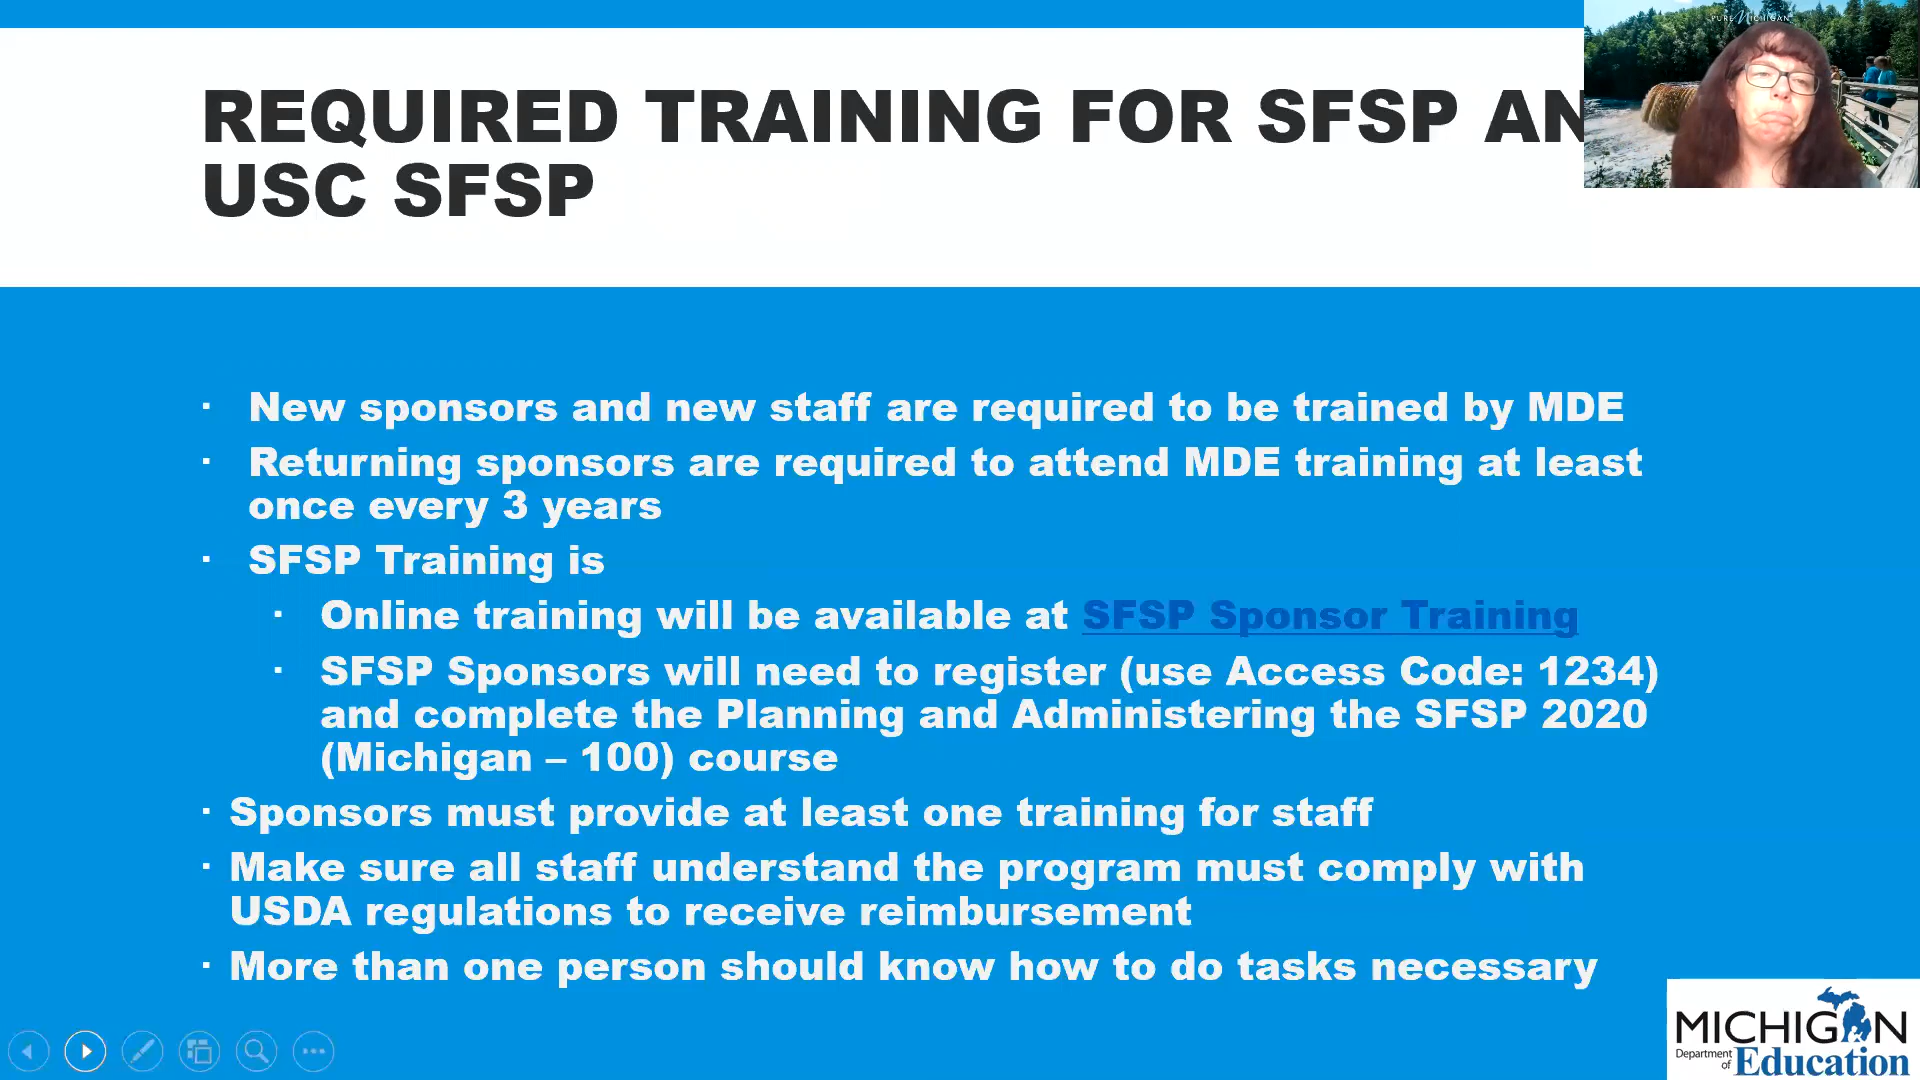 REQUIRED TRAINING FOR SFSP AN
USC SFSP
PURE MICHIGAN
· New sponsors and new staff are required to be trained by MDE
· Returning sponsors are required to attend MDE training at least
once every 3 years
· SFSP Training is
· Online training will be available at SFSP Sponsor Training
· SFSP Sponsors will need to register (use Access Code: 1234)
and complete the Planning and Administering the SFSP 2020
(Michigan – 100) course
· Sponsors must provide at least one training for staff
· Make sure all staff understand the program must comply with
USDA regulations to receive reimbursement
· More than one person should know how to do tasks necessary
MICHIGAN
Department of Education